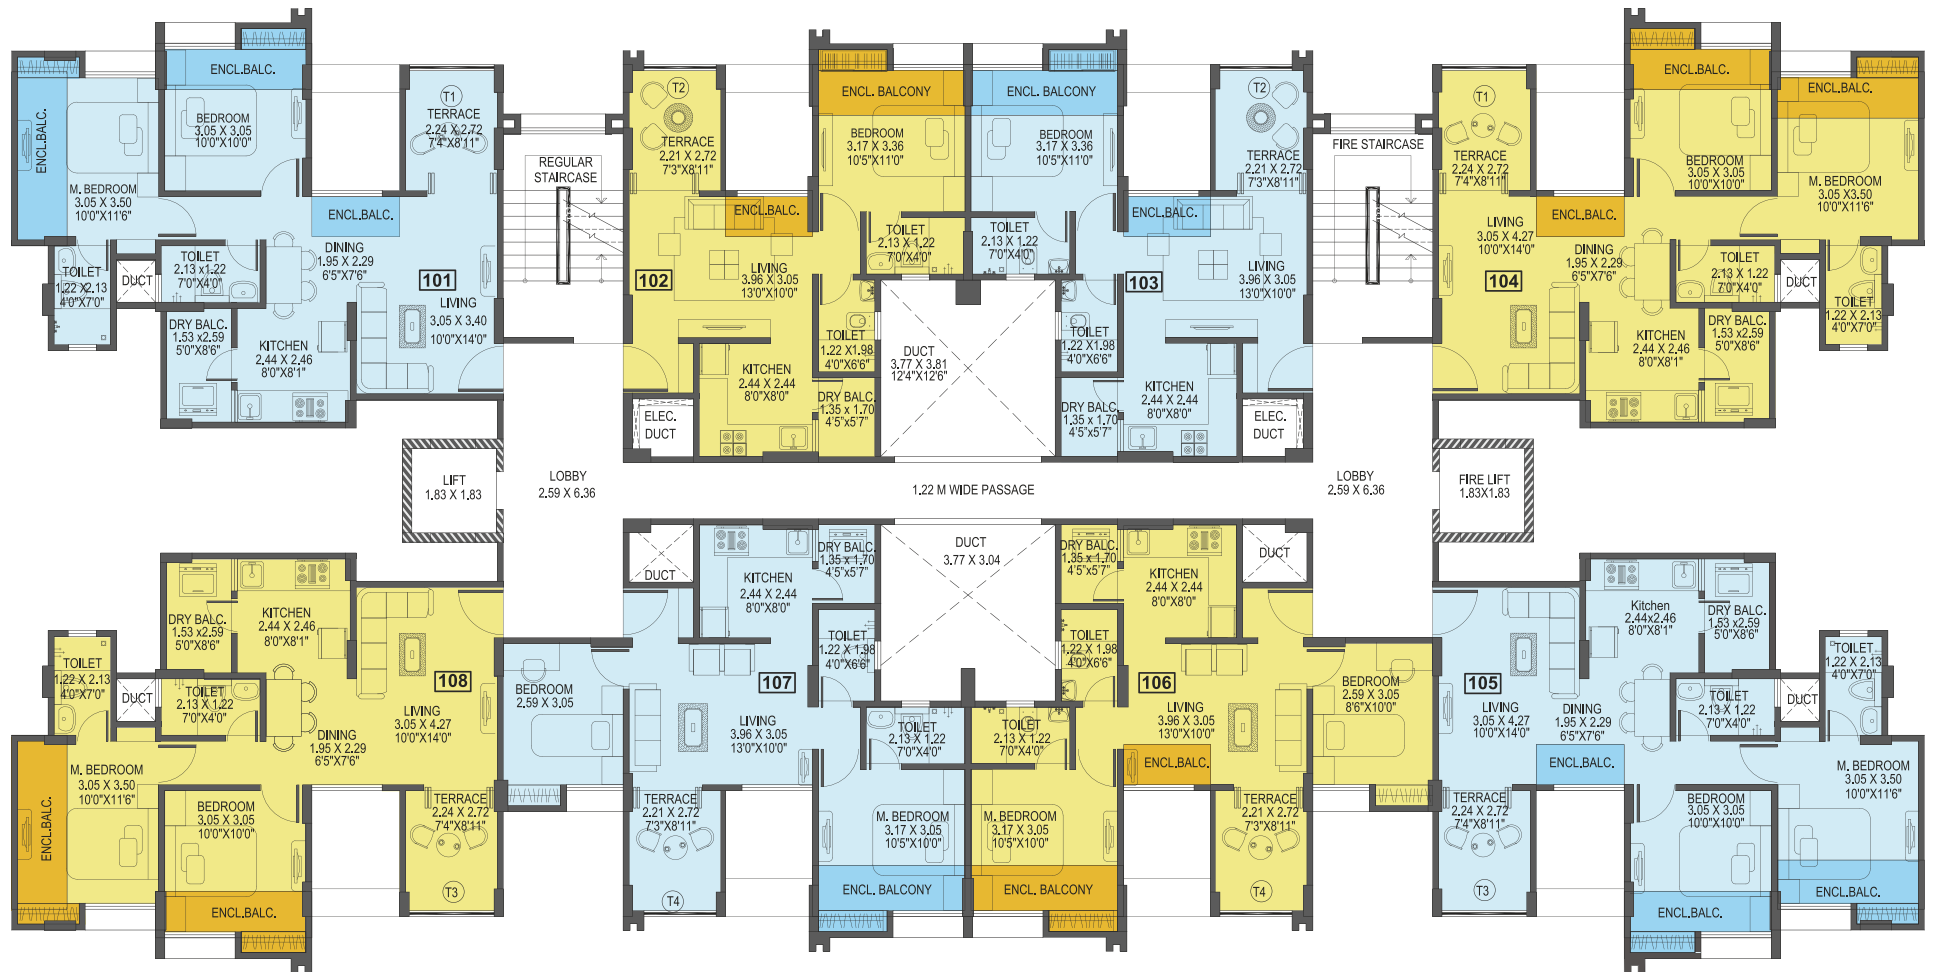 ENCL.BALC.
ENCL.BALC.
BEDROOM
3.05 X 3.05
10'0"X10'0"
M. BEDROOM
3.05 X 3.50
10'0"X11'6"
T1
TERRACE
2.24 X 2.72
7'4"X8'11"
ENCL.BALC.
DINING
1.95 X 2.29
6'5"X7'6"
101
TOILET
1.22 X 2.13
4'0"X7'0"
DUCT
TOILET
2.13 x1.22
7'0"X4'0"
LIVING
3.05 X 3.40
10'0"X14'0"
DRY BALC.
1.53 x2.59
5'0"X8'6"
KITCHEN
2.44 X 2.46
8'0"X8'1"
REGULAR
STAIRCASE
T2
TERRACE
2.21 X 2.72
7'3"X8'11"
ENCL. BALCONY
BEDROOM
3.17 X 3.36
10'5"X11'0"
ENCL.BALC.
TOILET
2.13 X 1.22
7'0"X4'0"
102
LIVING
3.96 X 3.05
13'0"X10'0"
TOILET
1.22 X1.98
4'0"X6'6"
KITCHEN
2.44 X 2.44
8'0"X8'0"
DRY BALC.
1.35 x 1.70
4'5"x5'7"
ELEC.
DUCT
DUCT
3.77 X 3.81
12'4"X12'6"
ENCL. BALCONY
BEDROOM
3.17 X 3.36
10'5"X11'0"
T2
TERRACE
2.21 X 2.72
7'3"X8'11"
ENCL.BALC.
TOILET
2.13 X 1.22
7'0"X4'0"
103
LIVING
3.96 X 3.05
13'0"X10'0"
TOILET
1.22 X1.98
4'0"X6'6"
KITCHEN
2.44 X 2.44
8'0"X8'0"
DRY BALC.
1.35 x 1.70
4'5"x5'7"
ELEC.
DUCT
FIRE STAIRCASE
T1
TERRACE
2.24 X 2.72
7'4"X8'11"
ENCL.BALC.
ENCL.BALC.
BEDROOM
3.05 X 3.05
10'0"X10'0"
M. BEDROOM
3.05 X3.50
10'0"X11'6"
ENCL.BALC.
LIVING
3.05 X 4.27
10'0"X14'0"
DINING
1.95 X 2.29
6'5"X7'6"
104
TOILET
2.13 X 1.22
7'0"X4'0"
DUCT
TOILET
1.22 X 2.13
4'0"X7'0"
DRY BALC.
1.53 x2.59
5'0"X8'6"
KITCHEN
2.44 X 2.46
8'0"X8'1"
LIFT
1.83 X 1.83
LOBBY
2.59 X 6.36
1.22 M WIDE PASSAGE
LOBBY
2.59 X 6.36
FIRE LIFT
1.83X1.83
KITCHEN
2.44 X 2.46
8'0"X8'1"
DRY BALC.
1.53 x2.59
5'0"X8'6"
TOILET
1.22 X 2.13
4'0"X7'0"
DUCT
TOILET
2.13 X 1.22
7'0"X4'0"
108
LIVING
3.05 X 4.27
10'0"X14'0"
DINING
1.95 X 2.29
6'5"X7'6"
M. BEDROOM
3.05 X 3.50
10'0"X11'6"
ENCL.BALC.
BEDROOM
3.05 X 3.05
10'0"X10'0"
ENCL.BALC.
TERRACE
2.24 X 2.72
7'4"X8'11"
T3
DUCT
KITCHEN
2.44 X 2.44
8'0"X8'0"
DRY BALC.
1.35 x 1.70
4'5"x5'7"
TOILET
1.22 X 1.98
4'0"X6'6"
BEDROOM
2.59 X 3.05
107
LIVING
3.96 X 3.05
13'0"X10'0"
TOILET
2.13 X 1.22
7'0"X4'0"
TERRACE
2.21 X 2.72
7'3"X8'11"
T4
M. BEDROOM
3.17 X 3.05
10'5"X10'0"
ENCL. BALCONY
DUCT
3.77 X 3.04
DRY BALC.
1.35 x 1.70
4'5"x5'7"
KITCHEN
2.44 X 2.44
8'0"X8'0"
DUCT
TOILET
1.22 X 1.98
4'0"X6'6"
106
LIVING
3.96 X 3.05
13'0"X10'0"
BEDROOM
2.59 X 3.05
8'6"X10'0"
TOILET
2.13 X 1.22
7'0"X4'0"
ENCL.BALC.
M. BEDROOM
3.17 X 3.05
10'5"X10'0"
ENCL. BALCONY
TERRACE
2.21 X 2.72
7'3"X8'11"
T4
Kitchen
2.44x2.46
8'0"X8'1"
DRY BALC.
1.53 x2.59
5'0"X8'6"
TOILET
1.22 X 2.13
4'0"X7'0"
105
TOILET
2.13 X 1.22
7'0"X4'0"
DUCT
LIVING
3.05 X 4.27
10'0"X14'0"
DINING
1.95 X 2.29
6'5"X7'6"
ENCL.BALC.
M. BEDROOM
3.05 X 3.50
10'0"X11'6"
TERRACE
2.24 X 2.72
7'4"X8'11"
T3
BEDROOM
3.05 X 3.05
10'0"X10'0"
ENCL.BALC.
ENCL.BALC.